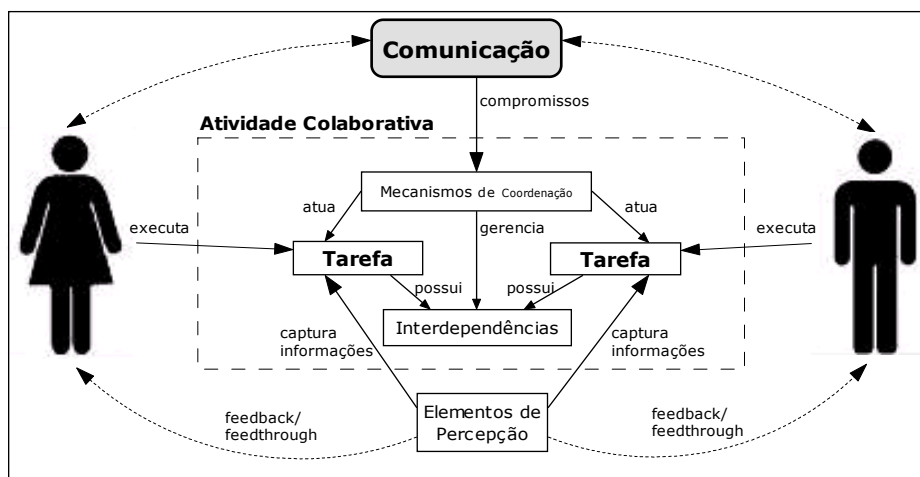 Comunicação
compromissos
Atividade Colaborativa
Mecanismos de Coordenação
atua
gerencia
atua
executa
executa
Tarefa
Tarefa
possui
possui
Interdependências
captura
informações
captura
informações
Elementos de
Percepção
feedback/
feedthrough
feedback/
feedthrough